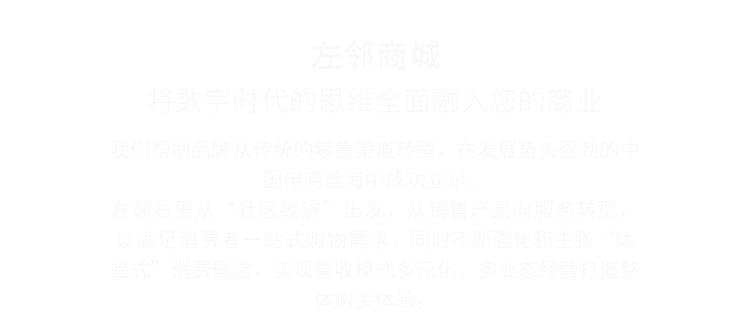 左邻商城
将数字时代的思维全面融入您的商业
我们帮助品牌从传统的零售渠道转型，在发展势头强劲的中
国电商蓝海中成功立足。
左邻右里从“社区经济”出发，从销售产品向服务转型，
以满足消费者一站式购物需求，同时不断强化和主张“体
验式”消费理念，实现营收模式多元化，多业态经营打造整
体购买体验。